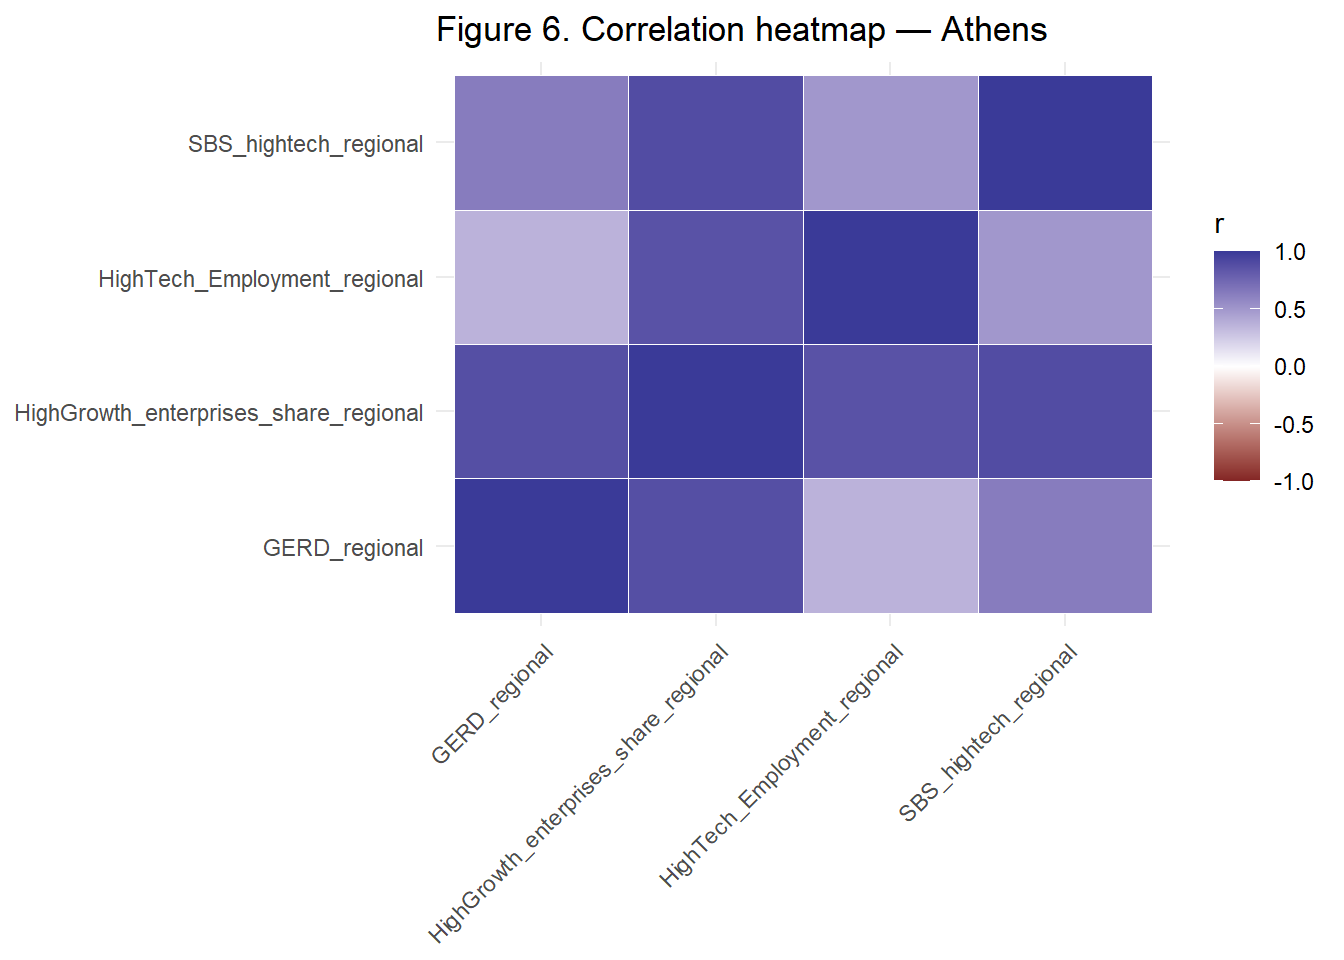 Figure 6. Correlation heatmap — Athens
SBS_hightech_regional
HighTech_Employment_regional
HighGrowth_enterprises_share_regional
GERD_regional
GERD_regional
HighGrowth_enterprises_share_regional
HighTech_Employment_regional
SBS_hightech_regional
r
1.0
0.5
0.0
-0.5
-1.0